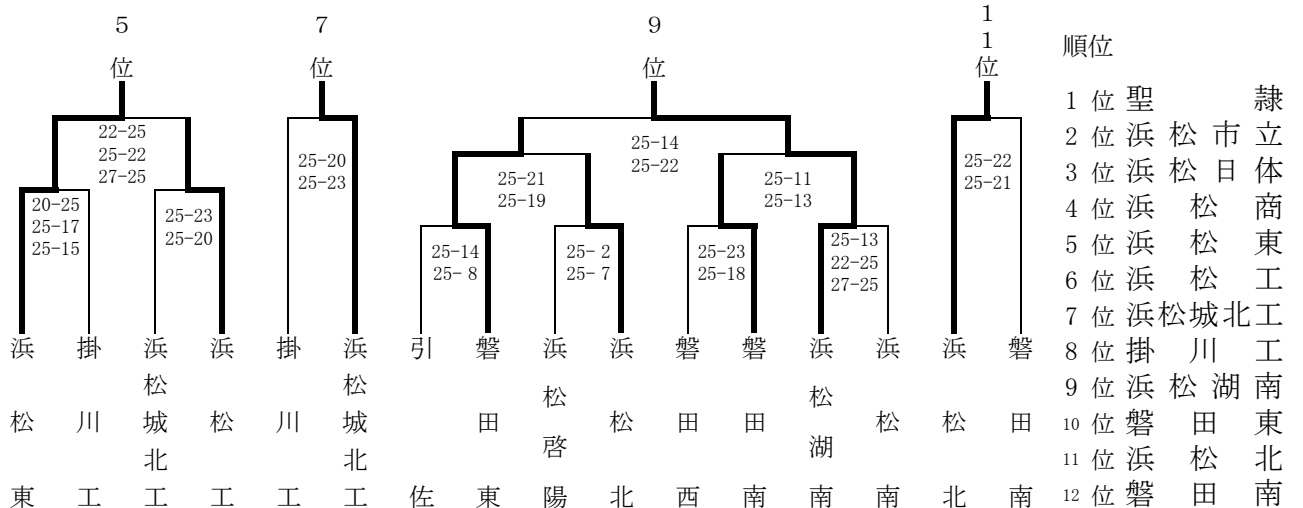 5位
7位
9位
11位
22-25
25-22
27-25
20-25
25-17
25-15
25-23
25-20
25-20
25-23
25-14
25-22
25-21
25-19
25-11
25-13
25-14
25- 8
25- 2
25- 7
25-23
25-18
25-13
22-25
27-25
25-22
25-21
浜松東
掛川工
浜松城北工
浜松工
掛川工
浜松城北工
引佐
磐田東
浜松啓陽
浜松北
磐田西
磐田南
浜松湖南
浜松南
浜松北
磐田南
順位
1 位 聖隷
2 位 浜松市立
3 位 浜松日体
4 位 浜松商
5 位 浜松東
6 位 浜松工
7 位 浜松城北工
8 位 掛川工
9 位 浜松湖南
10 位 磐田東
11 位 浜松北
12 位 磐田南